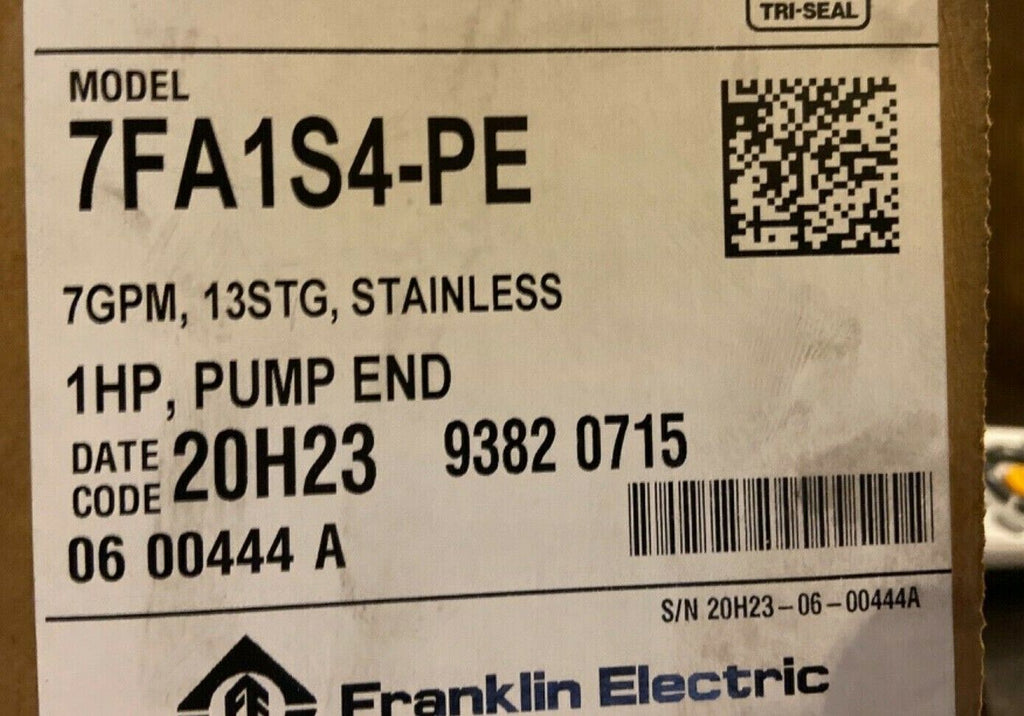 TRI-SEAL
MODEL
7FA1S4-PE
7GPM, 13STG, STAINLESS
1HP, PUMP END
DATE CODE 20H23 9382 0715
06 00444 A
S/N 20H23-06-00444A
FE
Franklin Electric